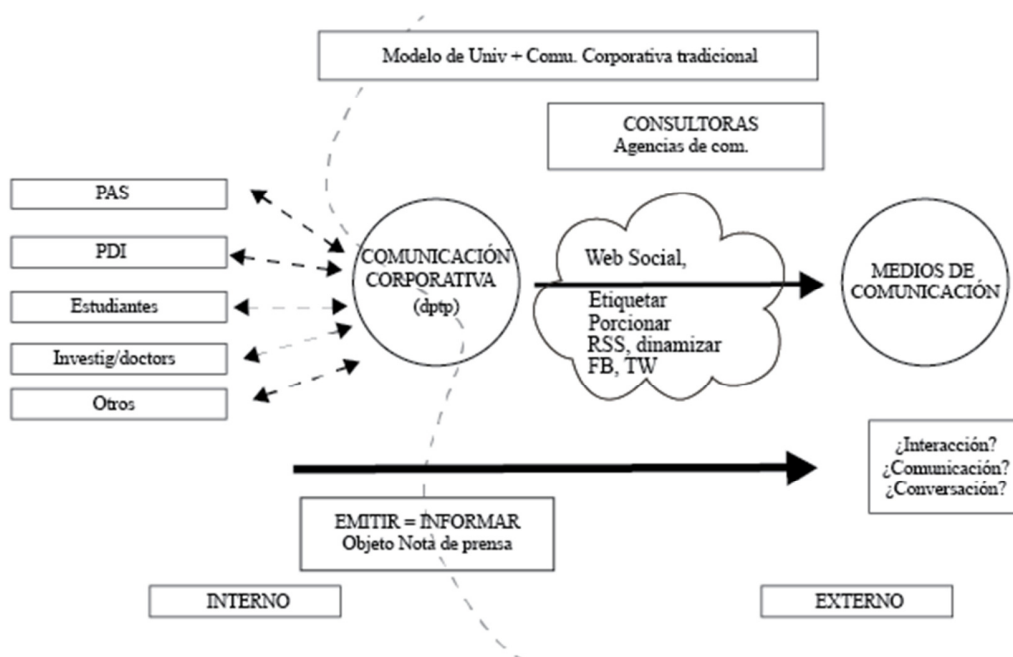 Modelo de Univ + Comu. Corporativa tradicional
CONSULTORAS
Agencias de com.
PAS
PDI
Estudiantes
Investig/doctors
Otros
COMUNICACIÓN
CORPORATIVA
(dptp)
Web Social,
Etiquetar
Porcionar
RSS, dinamizar
FB, TW
MEDIOS DE
COMUNICACIÓN
¿Interacción?
¿Comunicación?
¿Conversación?
EMITIR = INFORMAR
Objeto Nota de prensa
INTERNO
EXTERNO